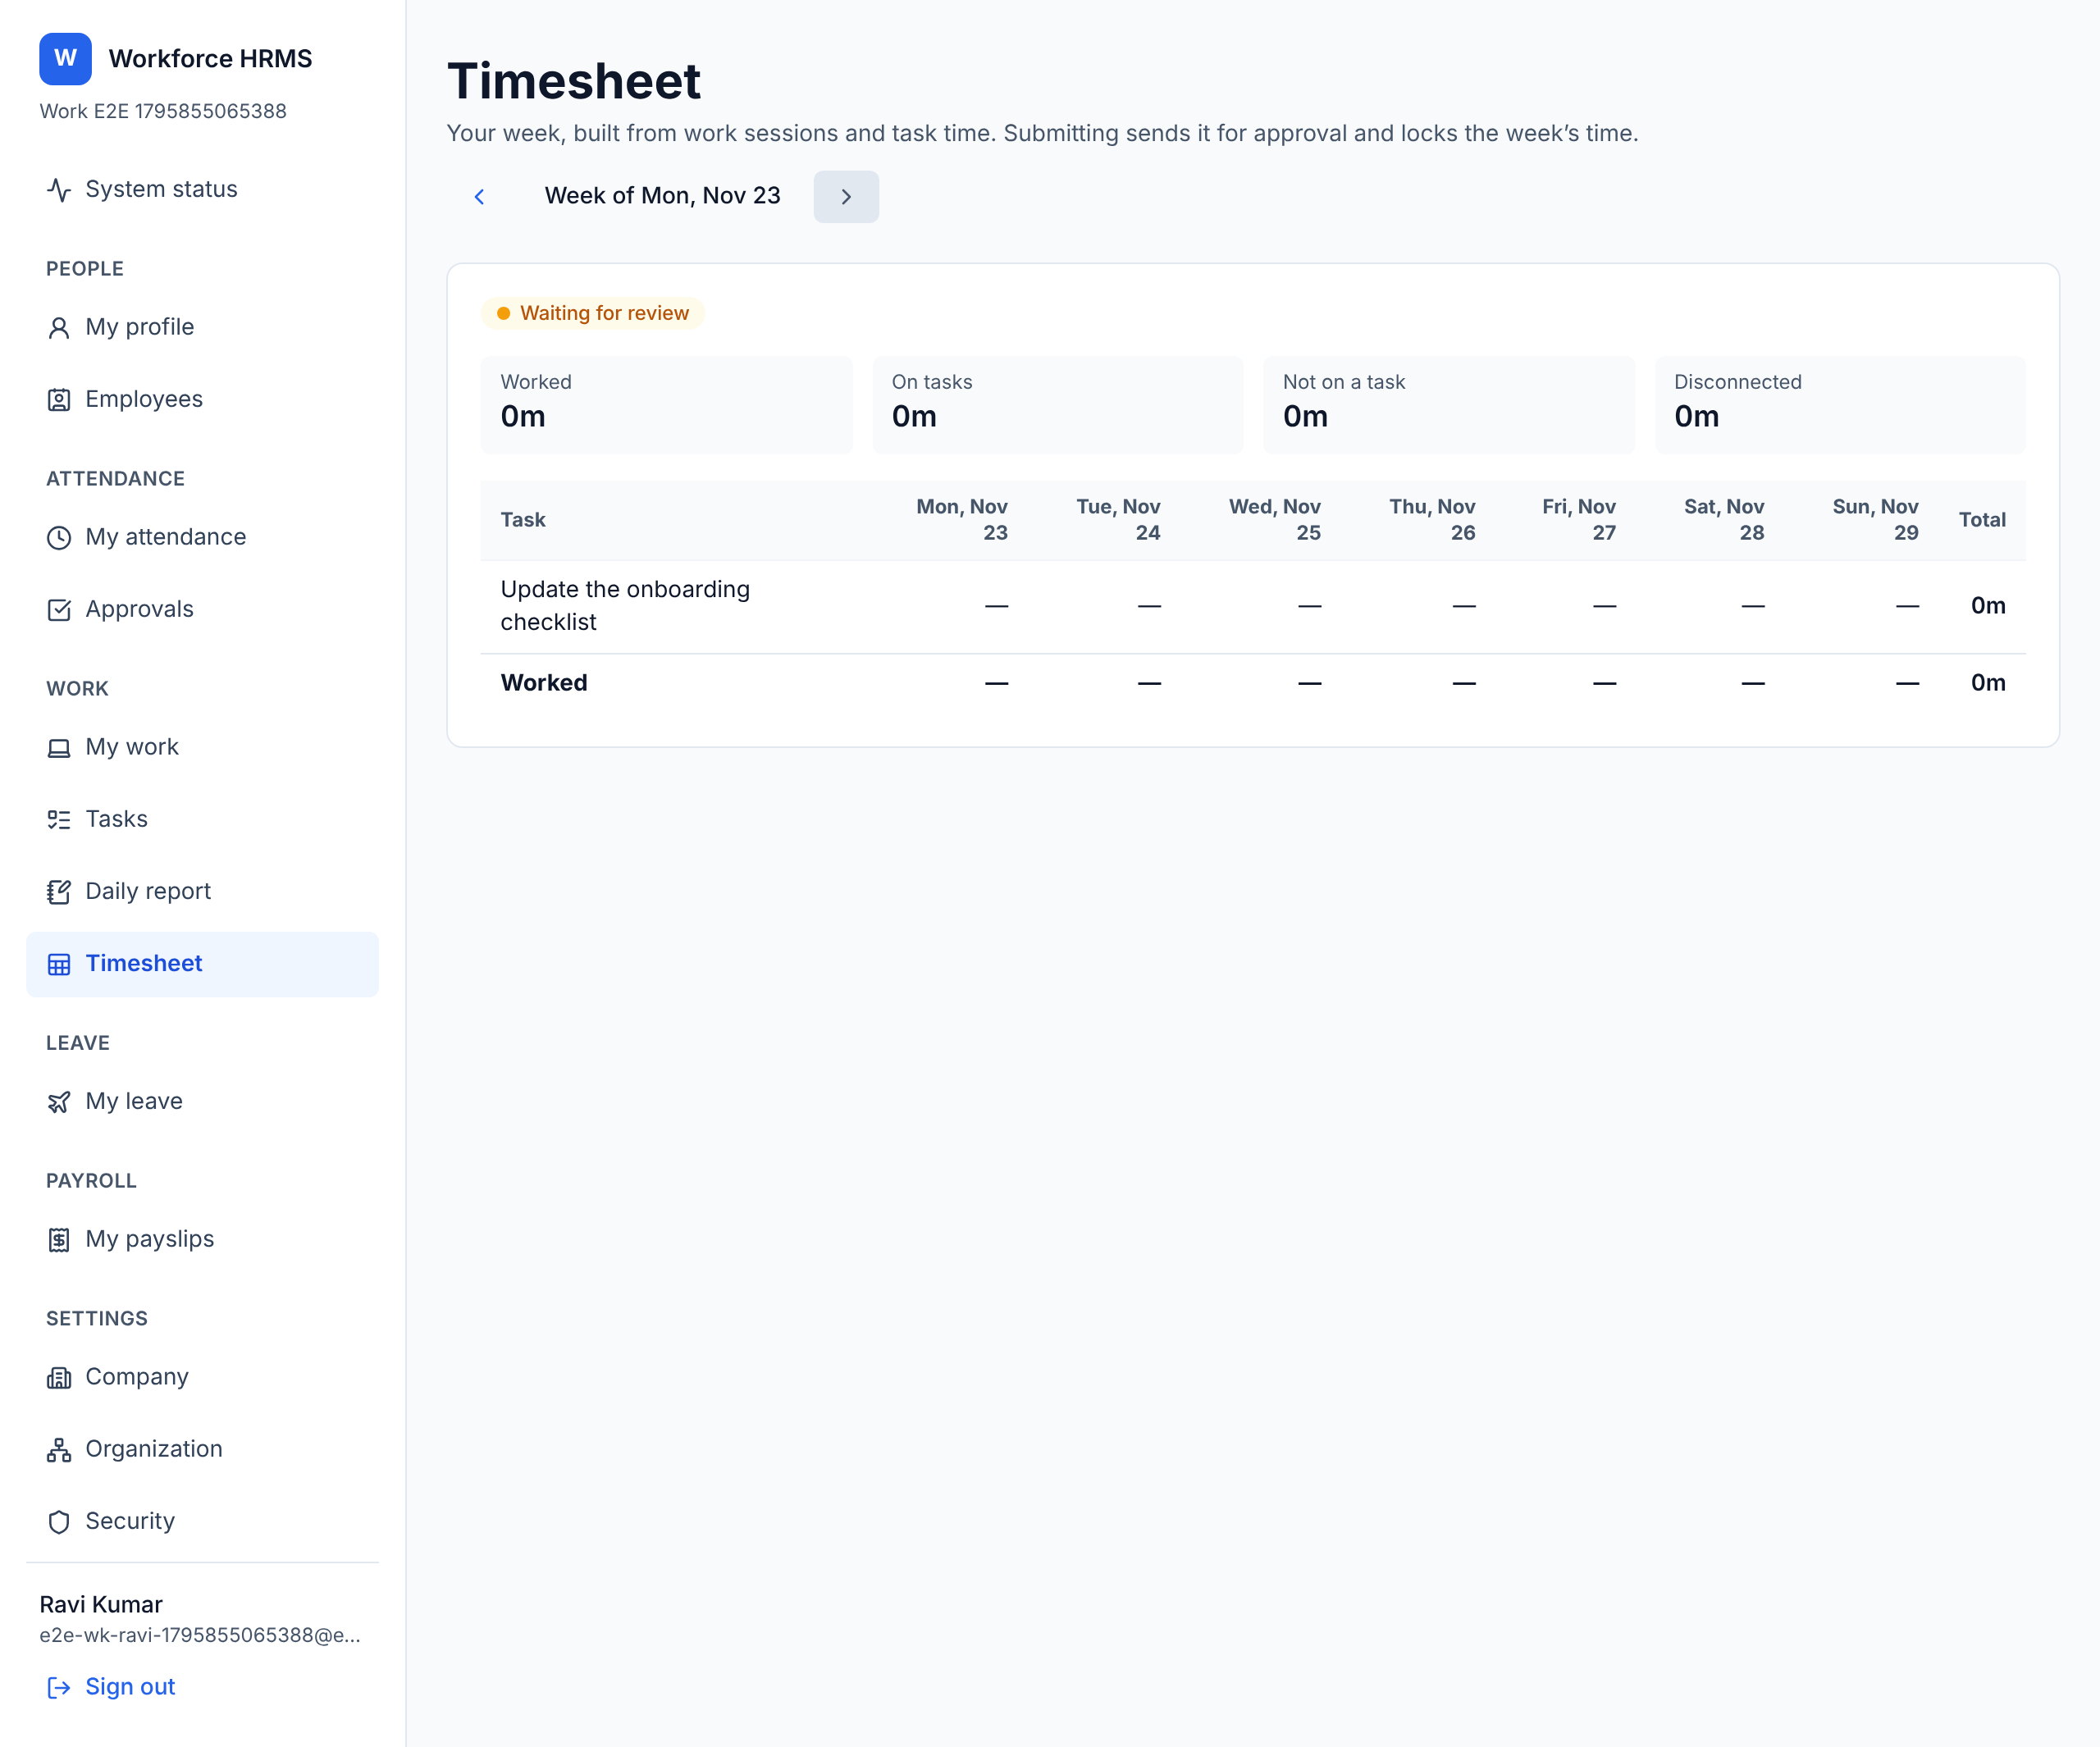 W Workforce HRMS
Work E2E 1795855065388
System status
PEOPLE
My profile
Employees
ATTENDANCE
My attendance
Approvals
WORK
My work
Tasks
Daily report
Timesheet
LEAVE
My leave
PAYROLL
My payslips
SETTINGS
Company
Organization
Security
Ravi Kumar
e2e-wk-ravi-1795855065388@e...
Sign out
Timesheet
Your week, built from work sessions and task time. Submitting sends it for approval and locks the week’s time.
Week of Mon, Nov 23
Waiting for review
Worked On tasks Not on a task Disconnected
0m 0m 0m 0m
Task Mon, Nov 23 Tue, Nov 24 Wed, Nov 25 Thu, Nov 26 Fri, Nov 27 Sat, Nov 28 Sun, Nov 29 Total
Update the onboarding
checklist — — — — — — — 0m
Worked — — — — — — — 0m